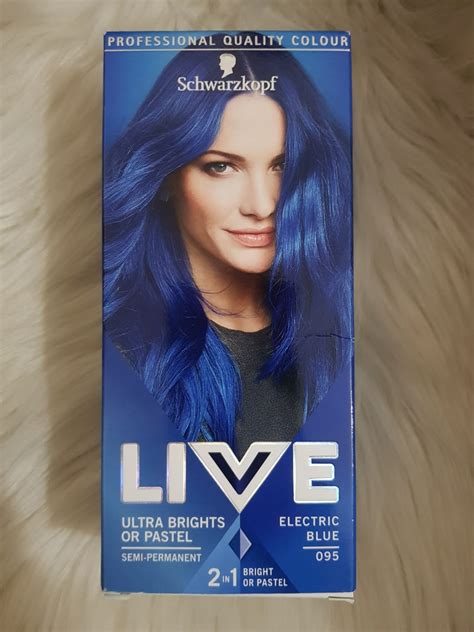 PROFESSIONAL QUALITY COLOUR
Schwarzkopf
LIVE
ULTRA BRIGHTS
OR PASTEL
SEMI-PERMANENT
ELECTRIC
BLUE
095
2 IN 1 BRIGHT
OR PASTEL